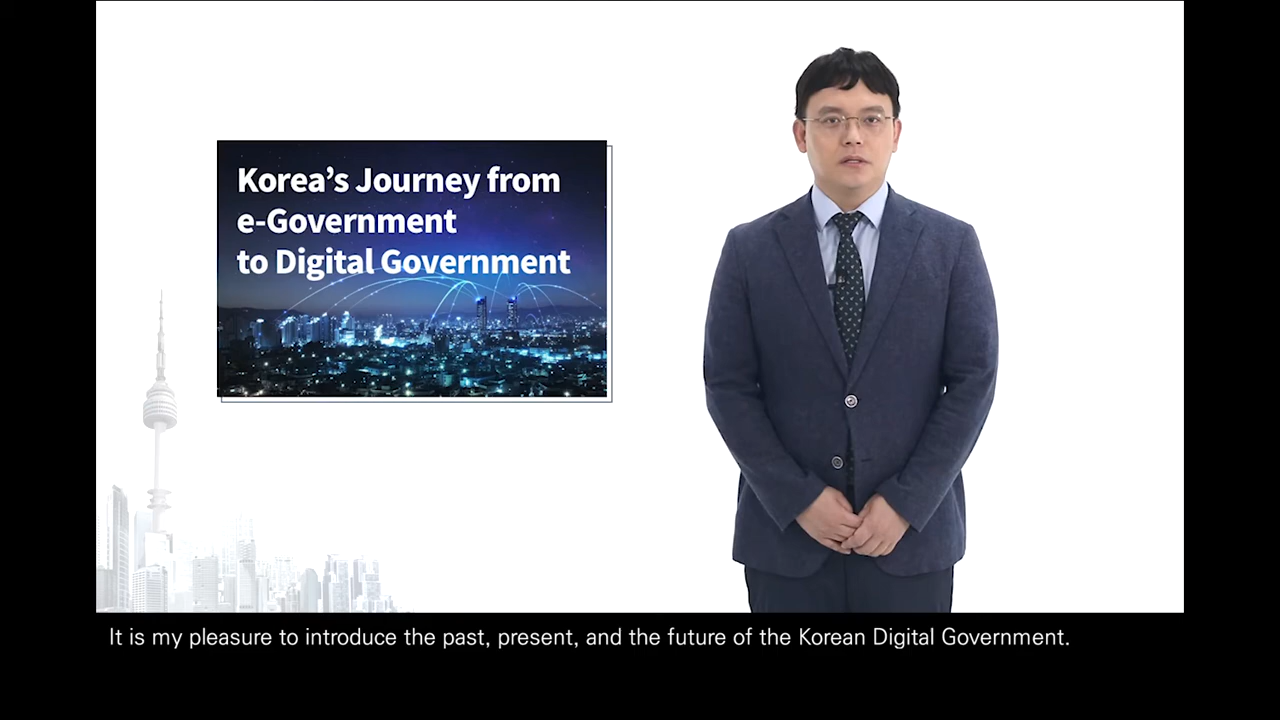 Korea's Journey from
e-Government
to Digital Government
It is my pleasure to introduce the past, present, and the future of the Korean Digital Government.